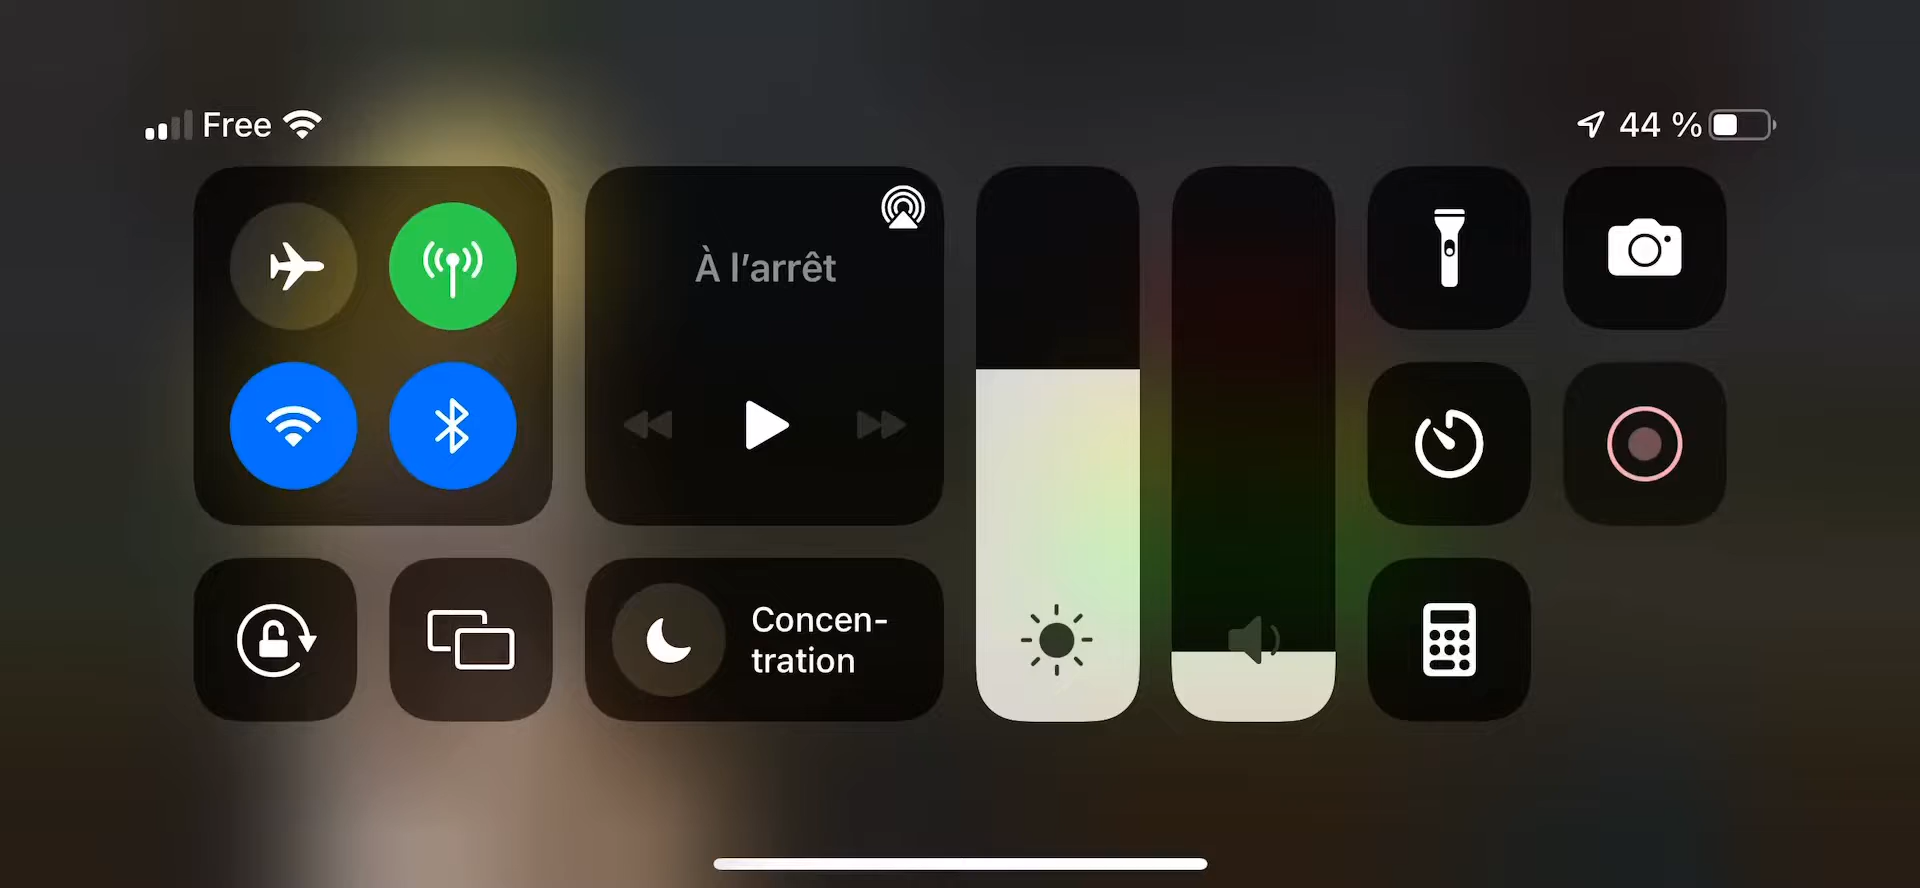 Free
44 %
À l’arrêt
Concen-
tration